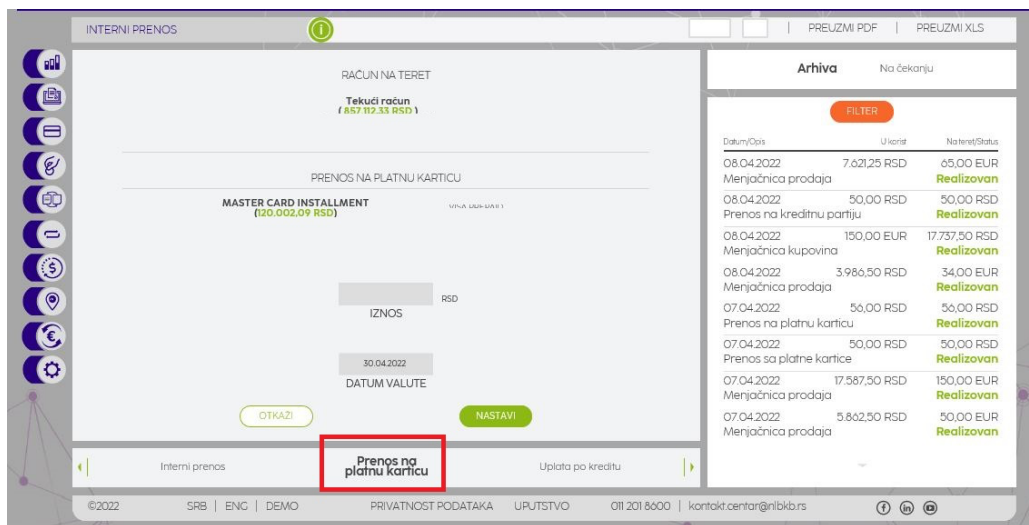 INTERNI PRENOS
PREUZMI PDF | PREUZMI XLS
RAČUN NA TERET
Tekući račun
( 857.112,33 RSD )
PRENOS NA PLATNU KARTICU
MASTER CARD INSTALLMENT
(120.002,09 RSD)
RSD
IZNOS
30.04.2022
DATUM VALUTE
OTKAŽI
NASTAVI
Interni prenos
Prenos na
platnu karticu
Uplata po kreditu
Arhiva
Na čekanju
FILTER
Datum/Opis U korist Na teret/Status
08.04.2022 7.621,25 RSD 65,00 EUR
Menjačnica prodaja Realizovan
08.04.2022 50,00 RSD 50,00 RSD
Prenos na kreditnu partiju Realizovan
08.04.2022 150,00 EUR 17.737,50 RSD
Menjačnica kupovina Realizovan
08.04.2022 3.986,50 RSD 34,00 EUR
Menjačnica prodaja Realizovan
07.04.2022 56,00 RSD 56,00 RSD
Prenos na platnu karticu Realizovan
07.04.2022 50,00 RSD 50,00 RSD
Prenos sa platne kartice Realizovan
07.04.2022 17.587,50 RSD 150,00 EUR
Menjačnica prodaja Realizovan
07.04.2022 5.862,50 RSD 50,00 EUR
Menjačnica prodaja Realizovan
©2022 SRB | ENG | DEMO PRIVATNOST PODATAKA UPUTSTVO 011 201 8600 | kontakt.centar@nlbkb.rs